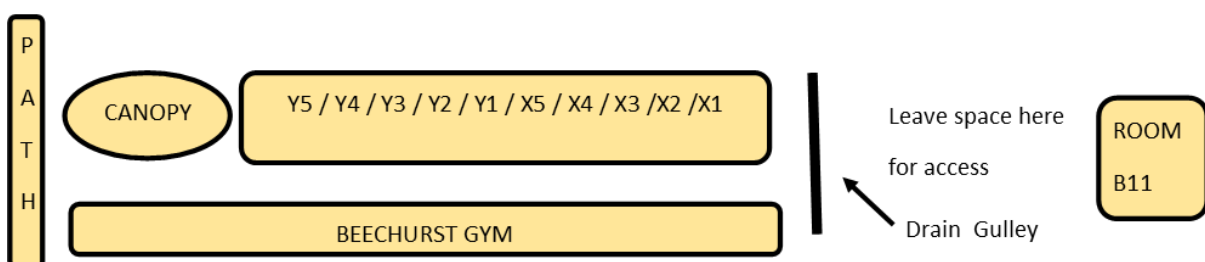 PATH
CANOPY
Y5 / Y4 / Y3 / Y2 / Y1 / X5 / X4 / X3 /X2 /X1
BEECHURST GYM
Leave space here
for access
Drain Gulley
ROOM
B11